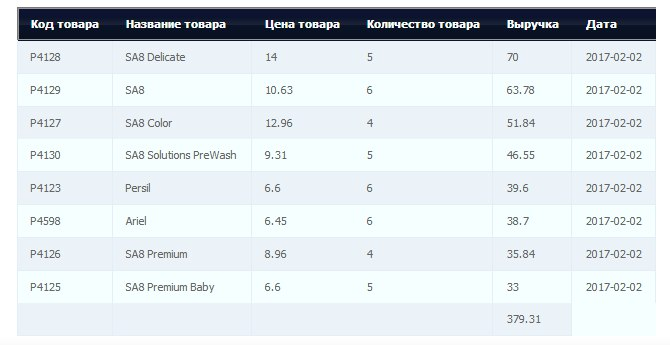 Код товара Название товара Цена товара Количество товара Выручка Дата
P4128 SA8 Delicate 14 5 70 2017-02-02
P4129 SA8 10.63 6 63.78 2017-02-02
P4127 SA8 Color 12.96 4 51.84 2017-02-02
P4130 SA8 Solutions PreWash 9.31 5 46.55 2017-02-02
P4123 Persil 6.6 6 39.6 2017-02-02
P4598 Ariel 6.45 6 38.7 2017-02-02
P4126 SA8 Premium 8.96 4 35.84 2017-02-02
P4125 SA8 Premium Baby 6.6 5 33 2017-02-02
379.31